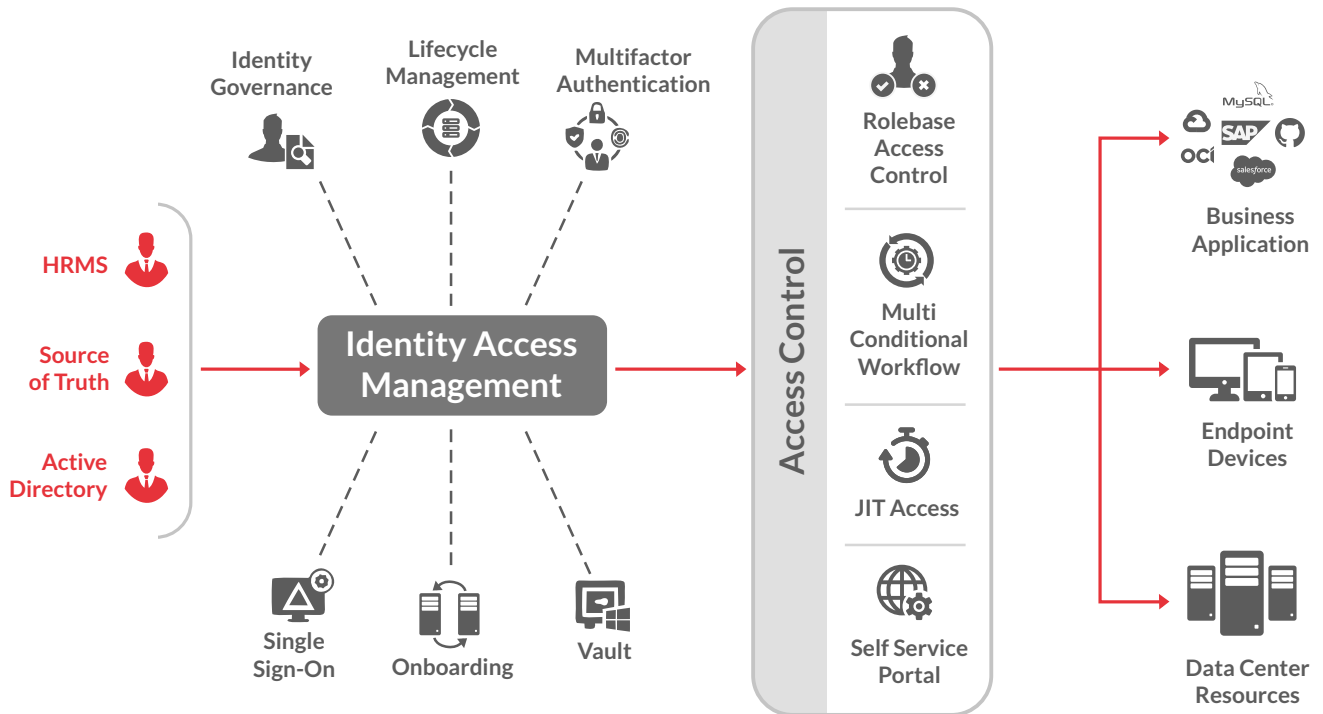 Identity
Governance
Lifecycle
Management
Multifactor
Authentication
HRMS
Source
of Truth
Active
Directory
Identity Access
Management
Single
Sign-On
Onboarding
Vault
Access Control
Rolebase
Access
Control
Multi
Conditional
Workflow
JIT Access
Self Service
Portal
MySQL
SAP
oci
salesforce
Business
Application
Endpoint
Devices
Data Center
Resources